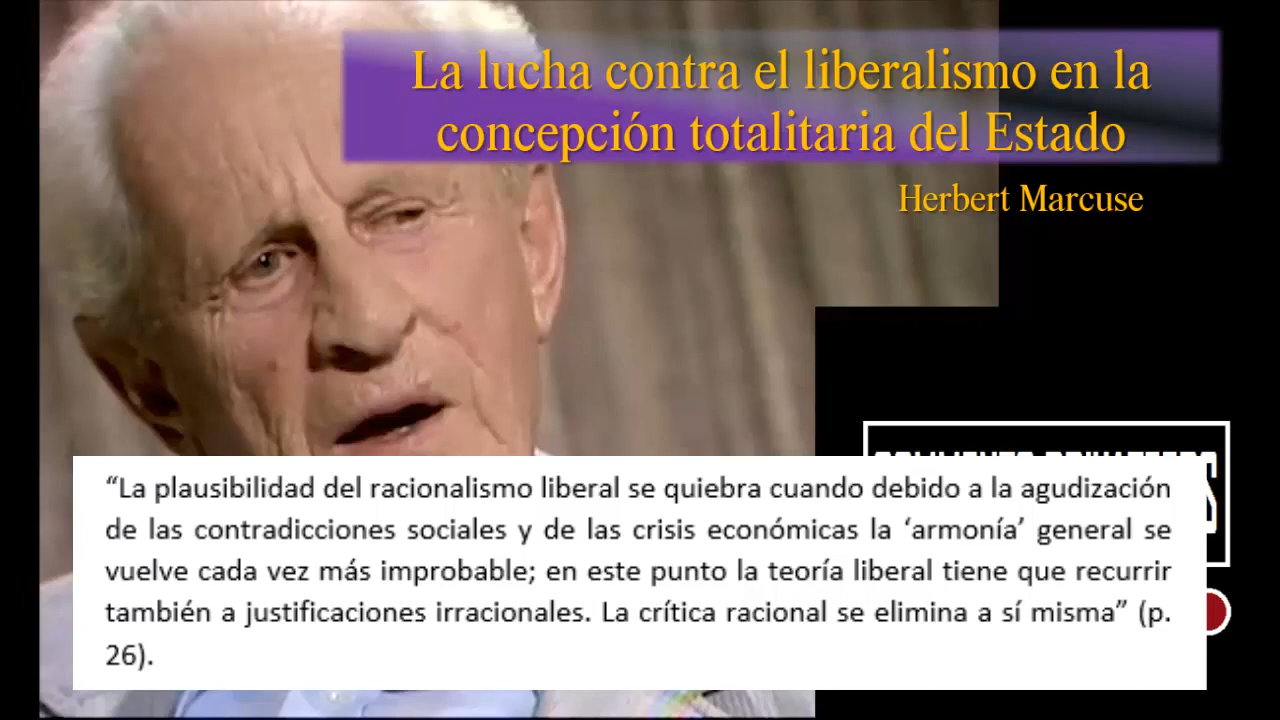 La lucha contra el liberalismo en la
concepción totalitaria del Estado
Herbert Marcuse
“La plausibilidad del racionalismo liberal se quiebra cuando debido a la agudización
de las contradicciones sociales y de las crisis económicas la ‘armonía’ general se
vuelve cada vez más improbable; en este punto la teoría liberal tiene que recurrir
también a justificaciones irracionales. La crítica racional se elimina a sí misma” (p.
26).